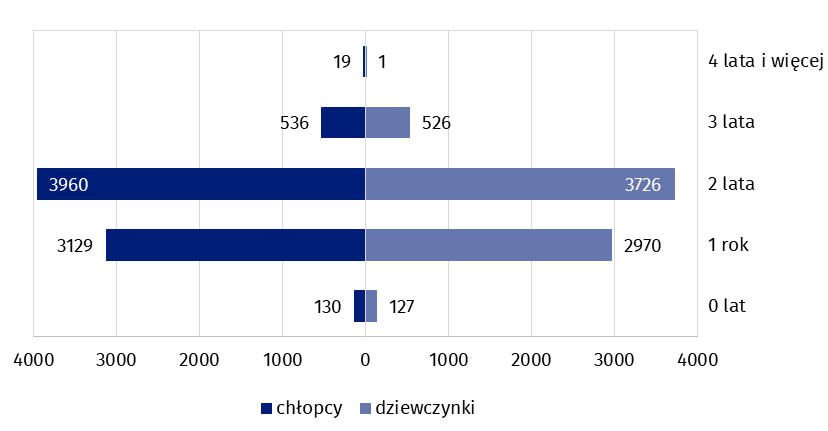 19 1 4 lata i więcej
536 526 3 lata
3960 3726 2 lata
3129 2970 1 rok
130 127 0 lat
4000 3000 2000 1000 0 1000 2000 3000 4000
chłopcy dziewczynki